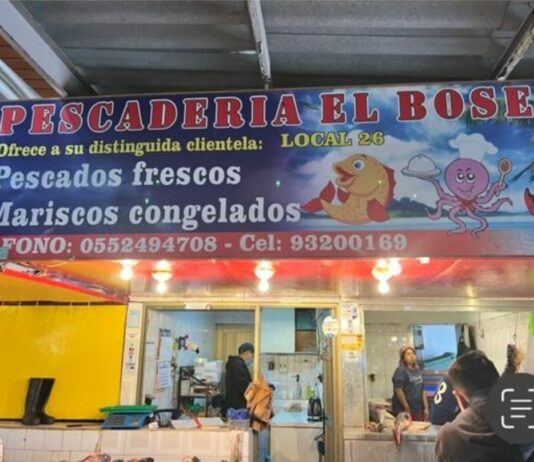 PESCADERIA EL BOSE
Ofrece a su distinguida clientela: LOCAL 26
Pescados frescos
Mariscos congelados
FONO: 0552494708 - Cel: 93200169